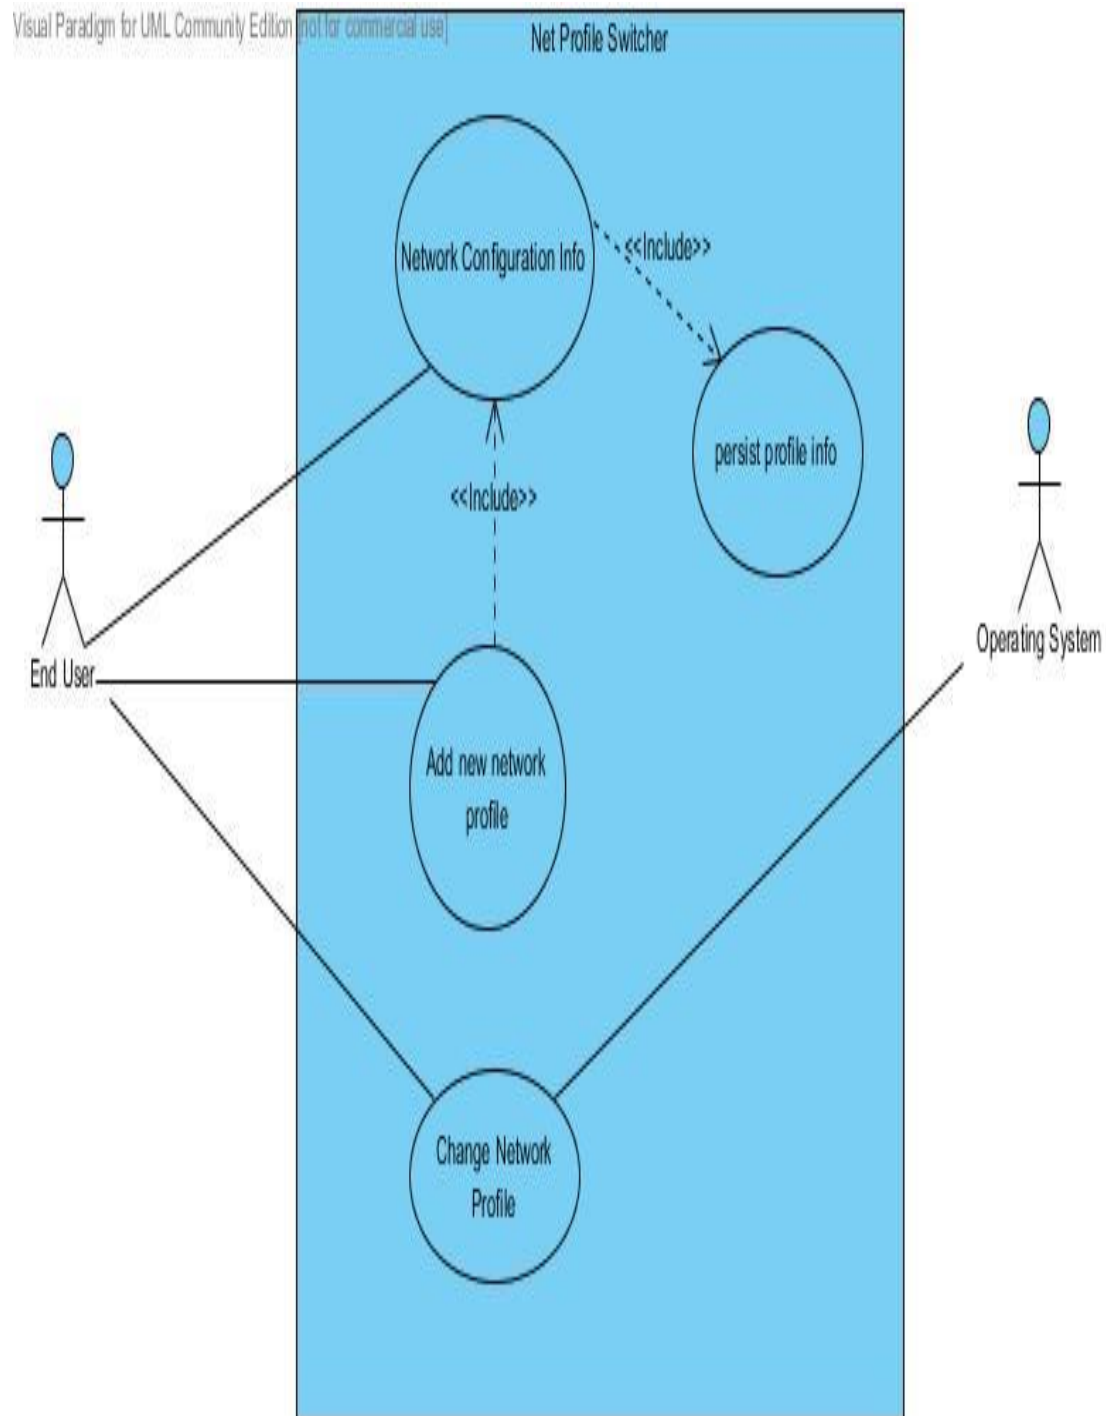 Visual Paradigm for UML Community Edition [not for commercial use]
Net Profile Switcher
Network Configuration Info
<<Include>>
persist profile info
<<Include>>
End User
Operating System
Add new network
profile
Change Network
Profile